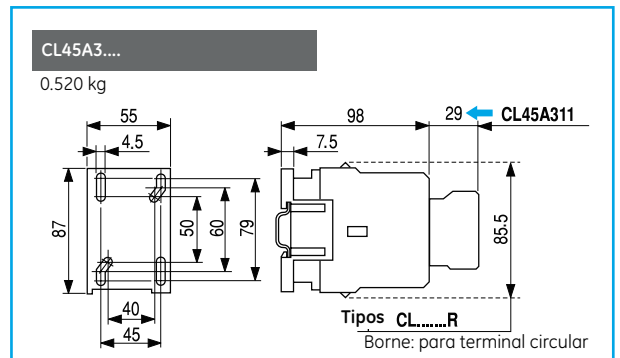 CL45A3....
0.520 kg
55
98
29
CL45A311
4.5
7.5
87
50
60
79
85.5
40
45
Tipos CL.......R
Borne: para terminal circular